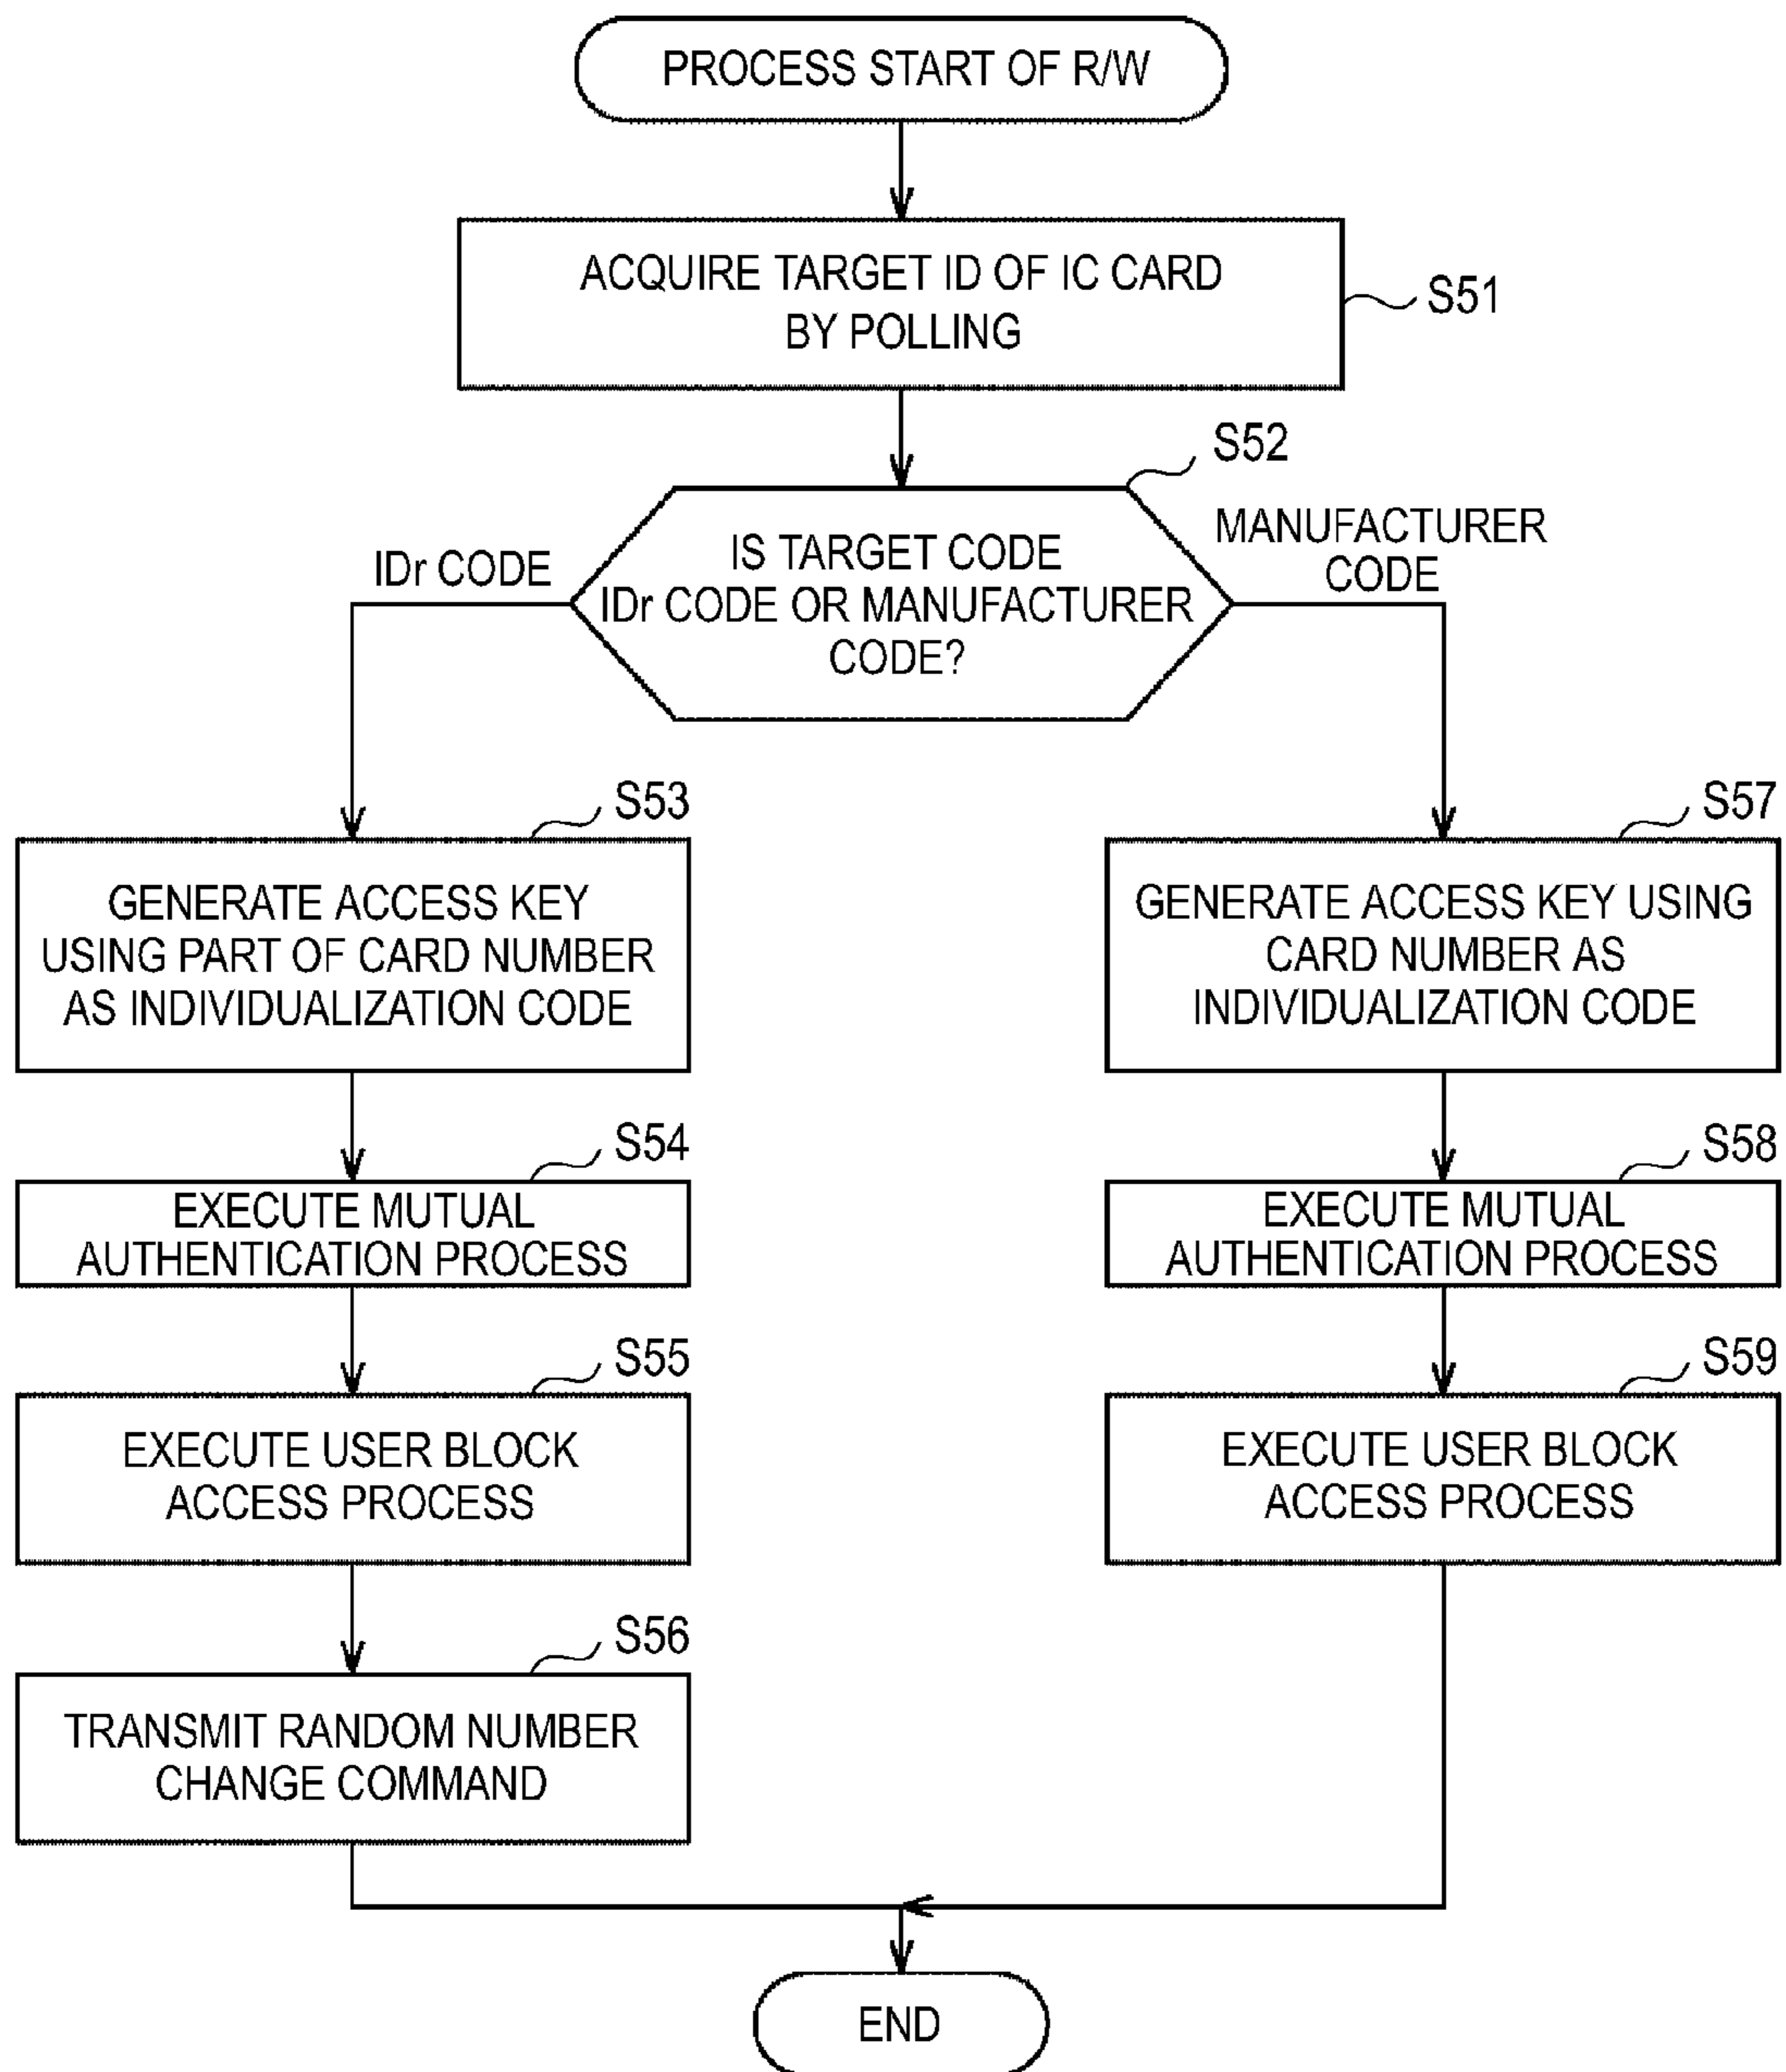 PROCESS START OF R/W
ACQUIRE TARGET ID OF IC CARD
BY POLLING
S51
S52
IS TARGET CODE
IDr CODE OR MANUFACTURER
CODE?
IDr CODE
MANUFACTURER
CODE
S53
GENERATE ACCESS KEY
USING PART OF CARD NUMBER
AS INDIVIDUALIZATION CODE
S54
EXECUTE MUTUAL
AUTHENTICATION PROCESS
S55
EXECUTE USER BLOCK
ACCESS PROCESS
S56
TRANSMIT RANDOM NUMBER
CHANGE COMMAND
S57
GENERATE ACCESS KEY USING
CARD NUMBER AS
INDIVIDUALIZATION CODE
S58
EXECUTE MUTUAL
AUTHENTICATION PROCESS
S59
EXECUTE USER BLOCK
ACCESS PROCESS
END